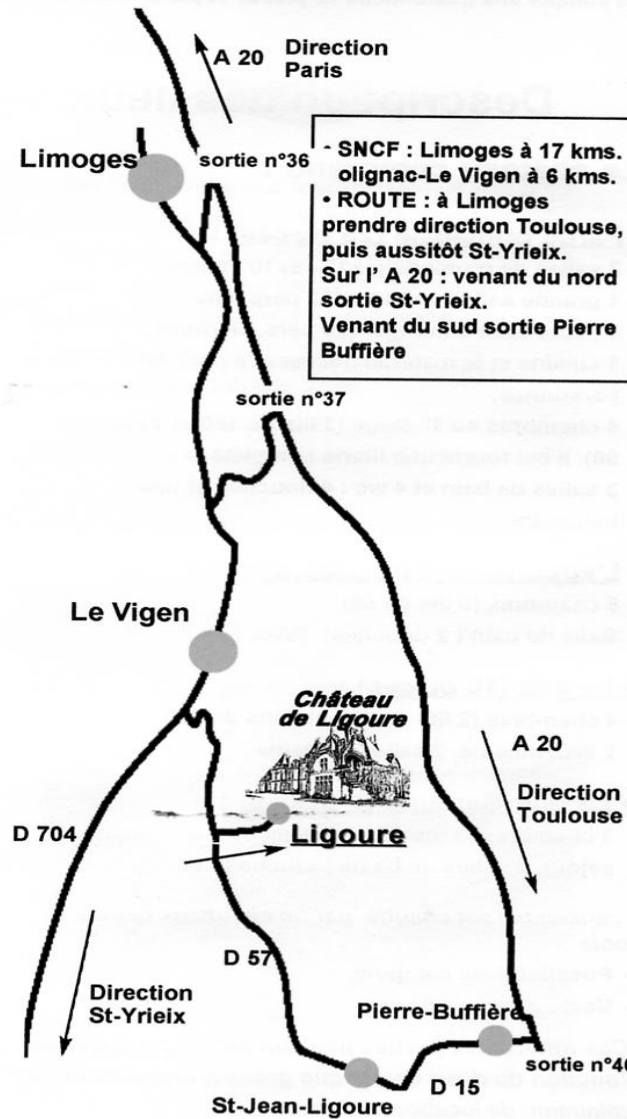 A 20
Direction
Paris
Limoges
sortie n°36
- SNCF : Limoges à 17 kms.
olignac-Le Vigen à 6 kms.
• ROUTE : à Limoges
prendre direction Toulouse,
puis aussitôt St-Yrieix.
Sur l'A 20 : venant du nord
sortie St-Yrieix.
Venant du sud sortie Pierre
Buffière
sortie n°37
Le Vigen
Château
de Ligoure
A 20
Direction
Toulouse
Ligoure
D 704
D 57
Direction
St-Yrieix
Pierre-Buffière
sortie n°40
D 15
St-Jean-Ligoure